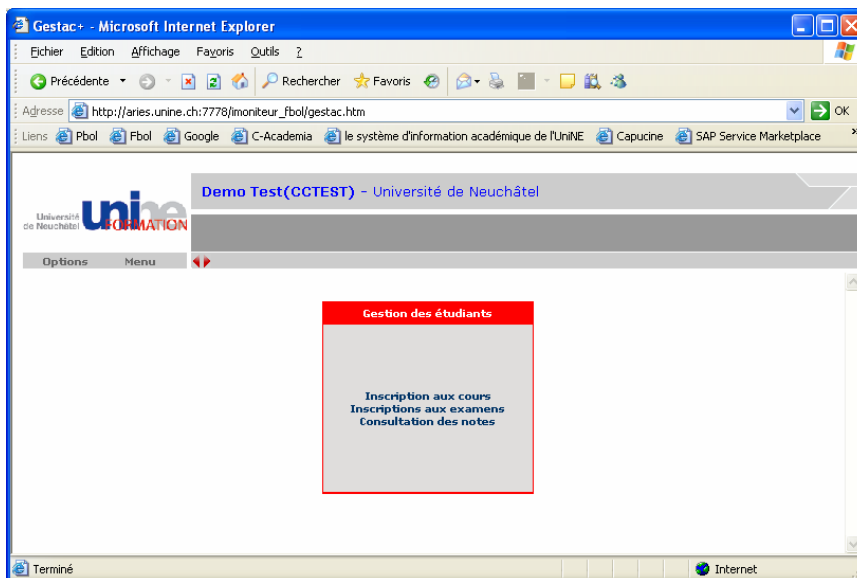 Gestac+ - Microsoft Internet Explorer
Fichier Edition Affichage Favoris Outils ?
Précédente Rechercher Favoris
Adresse http://aries.unine.ch:7778/imoniteur_fbol/gestac.htm OK
Liens Pbol Fbol Google C-Academia le système d'information académique de l'UniNE Capucine SAP Service Marketplace »
Demo Test(CCTEST) - Université de Neuchâtel
Université
de Neuchâtel unine FORMATION
Options Menu
Gestion des étudiants
Inscription aux cours
Inscriptions aux examens
Consultation des notes
Terminé Internet